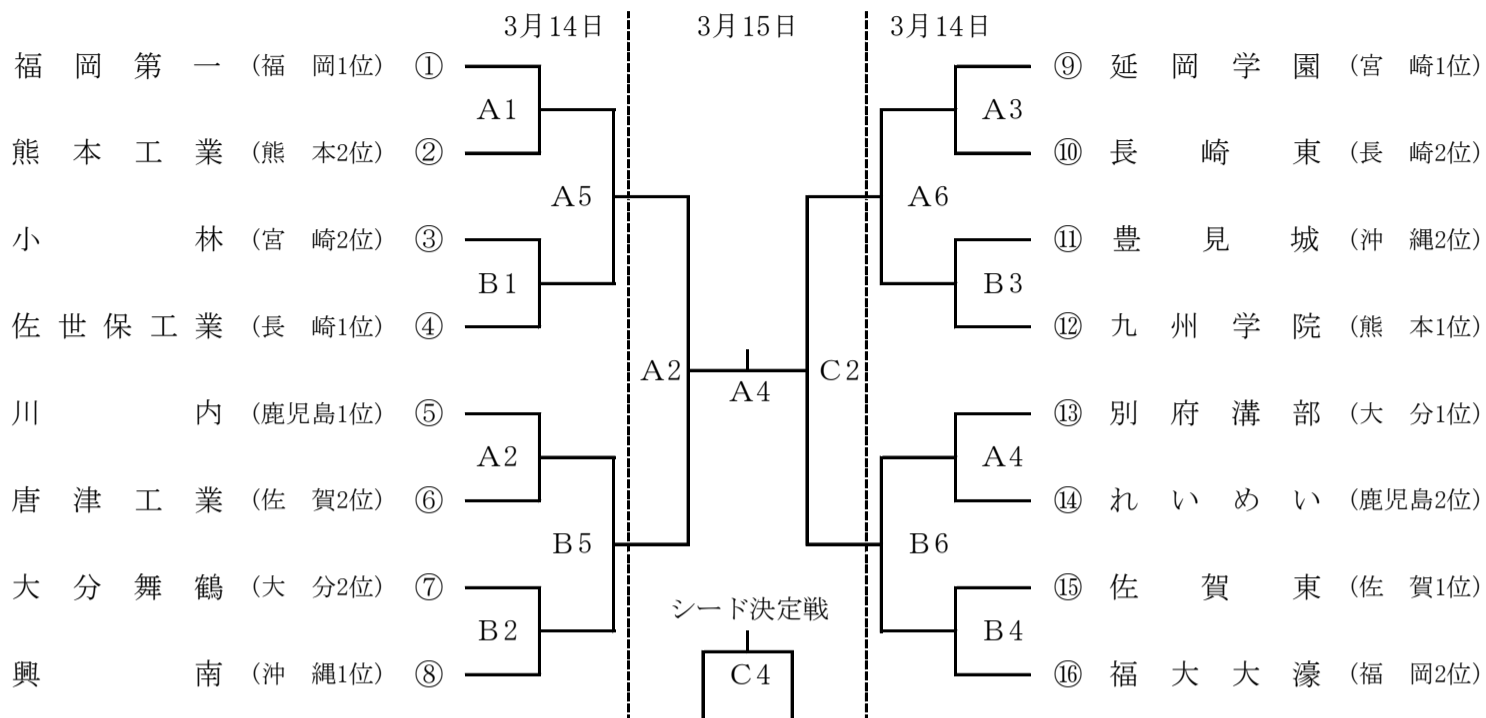 3月14日 3月15日 3月14日
福岡第一 (福岡1位) ① ⑨ 延岡学園 (宮崎1位)
A1 A3
熊本工業 (熊本2位) ② ⑩ 長崎東 (長崎2位)
A5 A6
小林 (宮崎2位) ③ ⑪ 豊見城 (沖縄2位)
B1 B3
佐世保工業 (長崎1位) ④ ⑫ 九州学院 (熊本1位)
A2 C2
A4
川内 (鹿児島1位) ⑤ ⑬ 別府溝部 (大分1位)
A2 A4
唐津工業 (佐賀2位) ⑥ ⑭ れいめい (鹿児島2位)
B5 B6
大分舞鶴 (大分2位) ⑦ ⑮ 佐賀東 (佐賀1位)
シード決定戦
B2 B4
興南 (沖縄1位) ⑧ C4 ⑯ 福大大濠 (福岡2位)